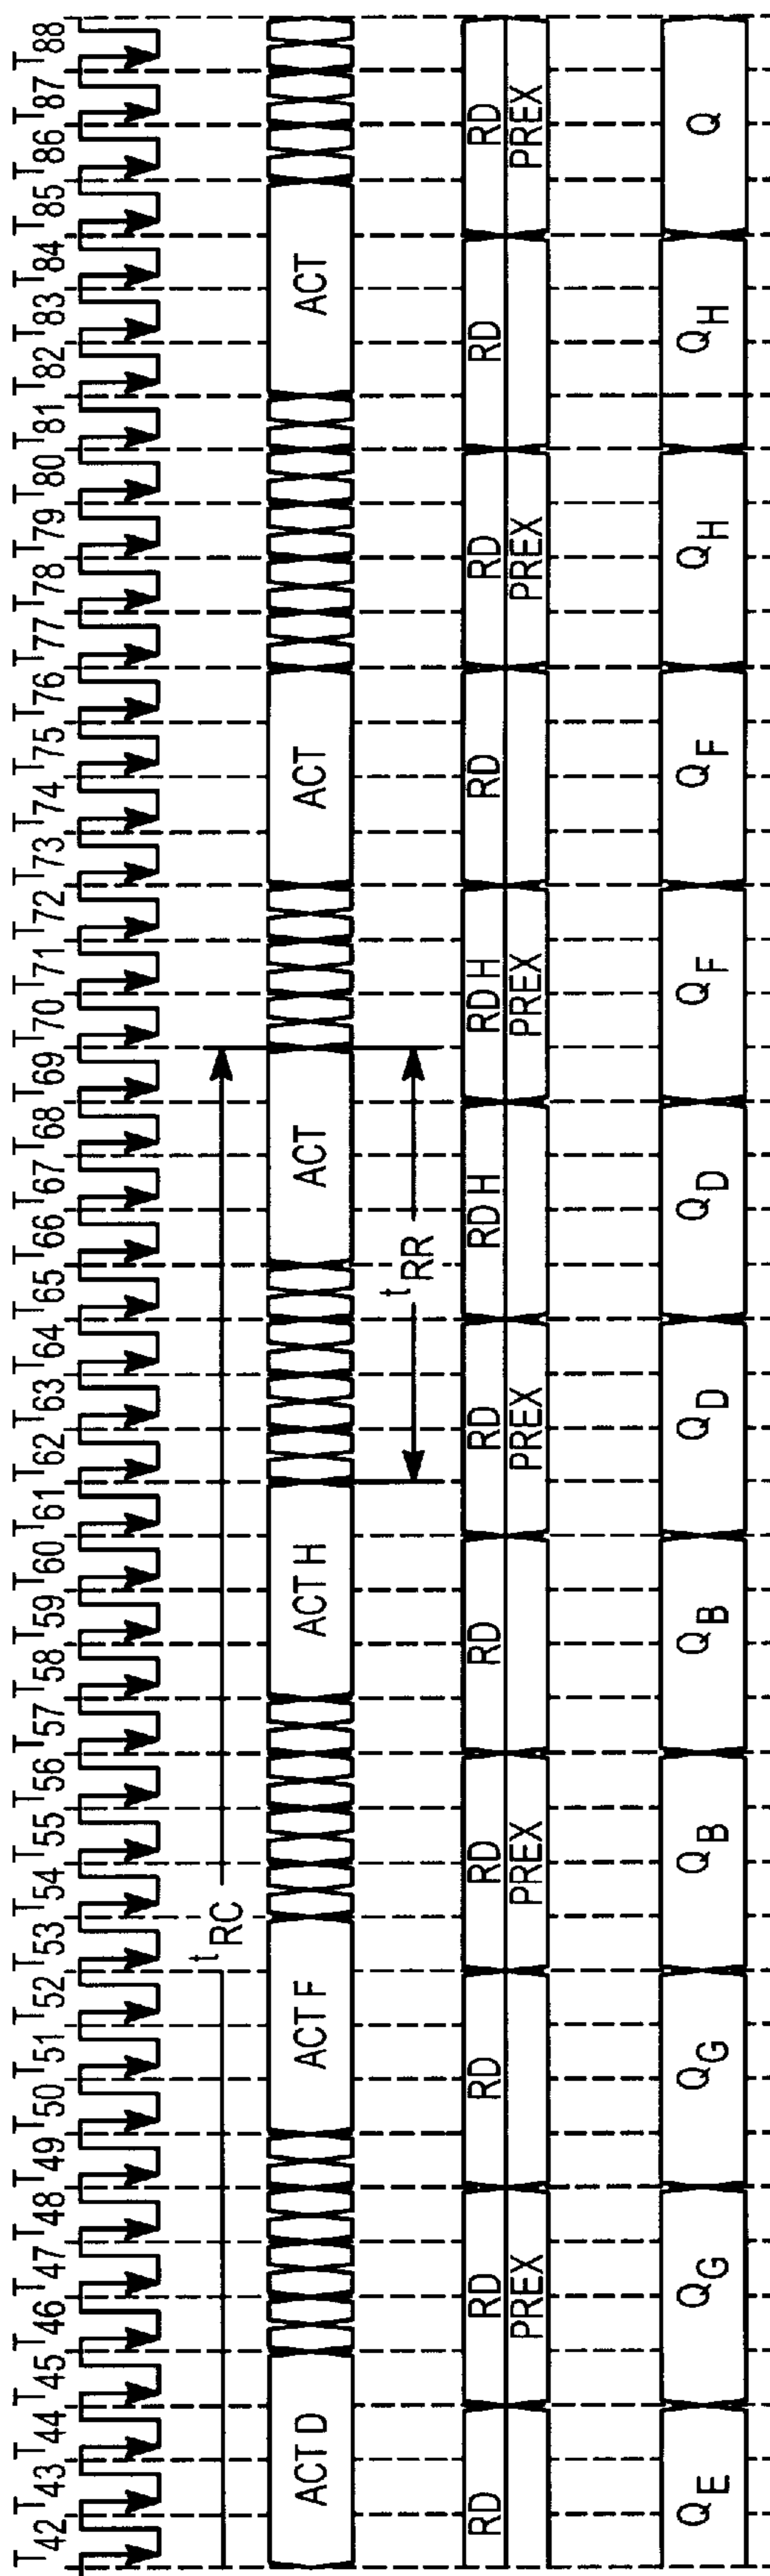 T42 T43 T44 T45 T46 T47 T48 T49 T50 T51 T52 T53 T54 T55 T56 T57 T58 T59 T60 T61 T62 T63 T64 T65 T66 T67 T68 T69 T70 T71 T72 T73 T74 T75 T76 T77 T78 T79 T80 T81 T82 T83 T84 T85 T86 T87 T88
tRC
ACT D ACT F ACT H ACT ACT ACT
tRR
RD RD RD RD RD RD RD H RD H RD RD RD RD
PREX PREX PREX PREX PREX PREX
QE QG QG QB QB QD QD QF QF QH QH Q